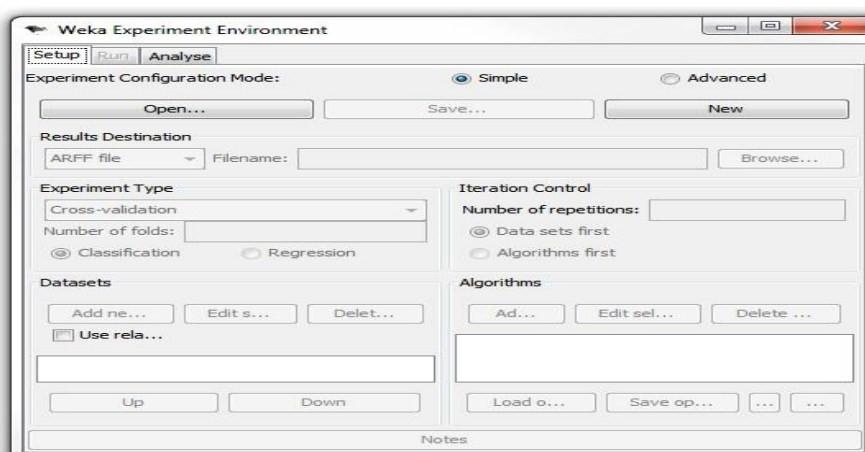 Weka Experiment Environment
Setup Run Analyse
Experiment Configuration Mode: Simple Advanced
Open... Save... New
Results Destination
ARFF file Filename: Browse...
Experiment Type Iteration Control
Cross-validation Number of repetitions:
Number of folds: Data sets first
Classification Regression Algorithms first
Datasets Algorithms
Add ne... Edit s... Delet... Ad... Edit sel... Delete ...
Use rela...
Up Down Load o... Save op... ... ...
Notes